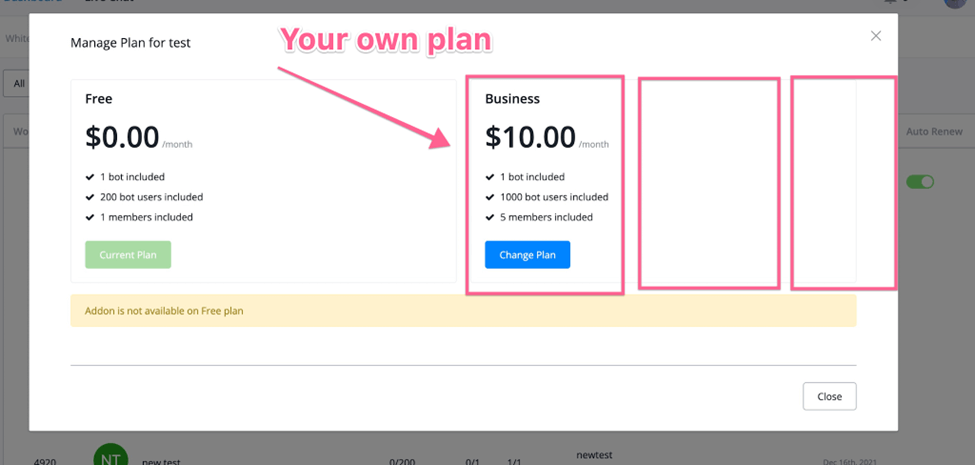 Live Chat
White
Manage Plan for test
Your own plan
All
Free
$0.00 /month
1 bot included
200 bot users included
1 members included
Current Plan
Business
$10.00 /month
1 bot included
1000 bot users included
5 members included
Change Plan
Wo
Auto Renew
Addon is not available on Free plan
Close
4920
NT
new test
0/200
0/1
1/1
newtest
Dec 16th, 2021,